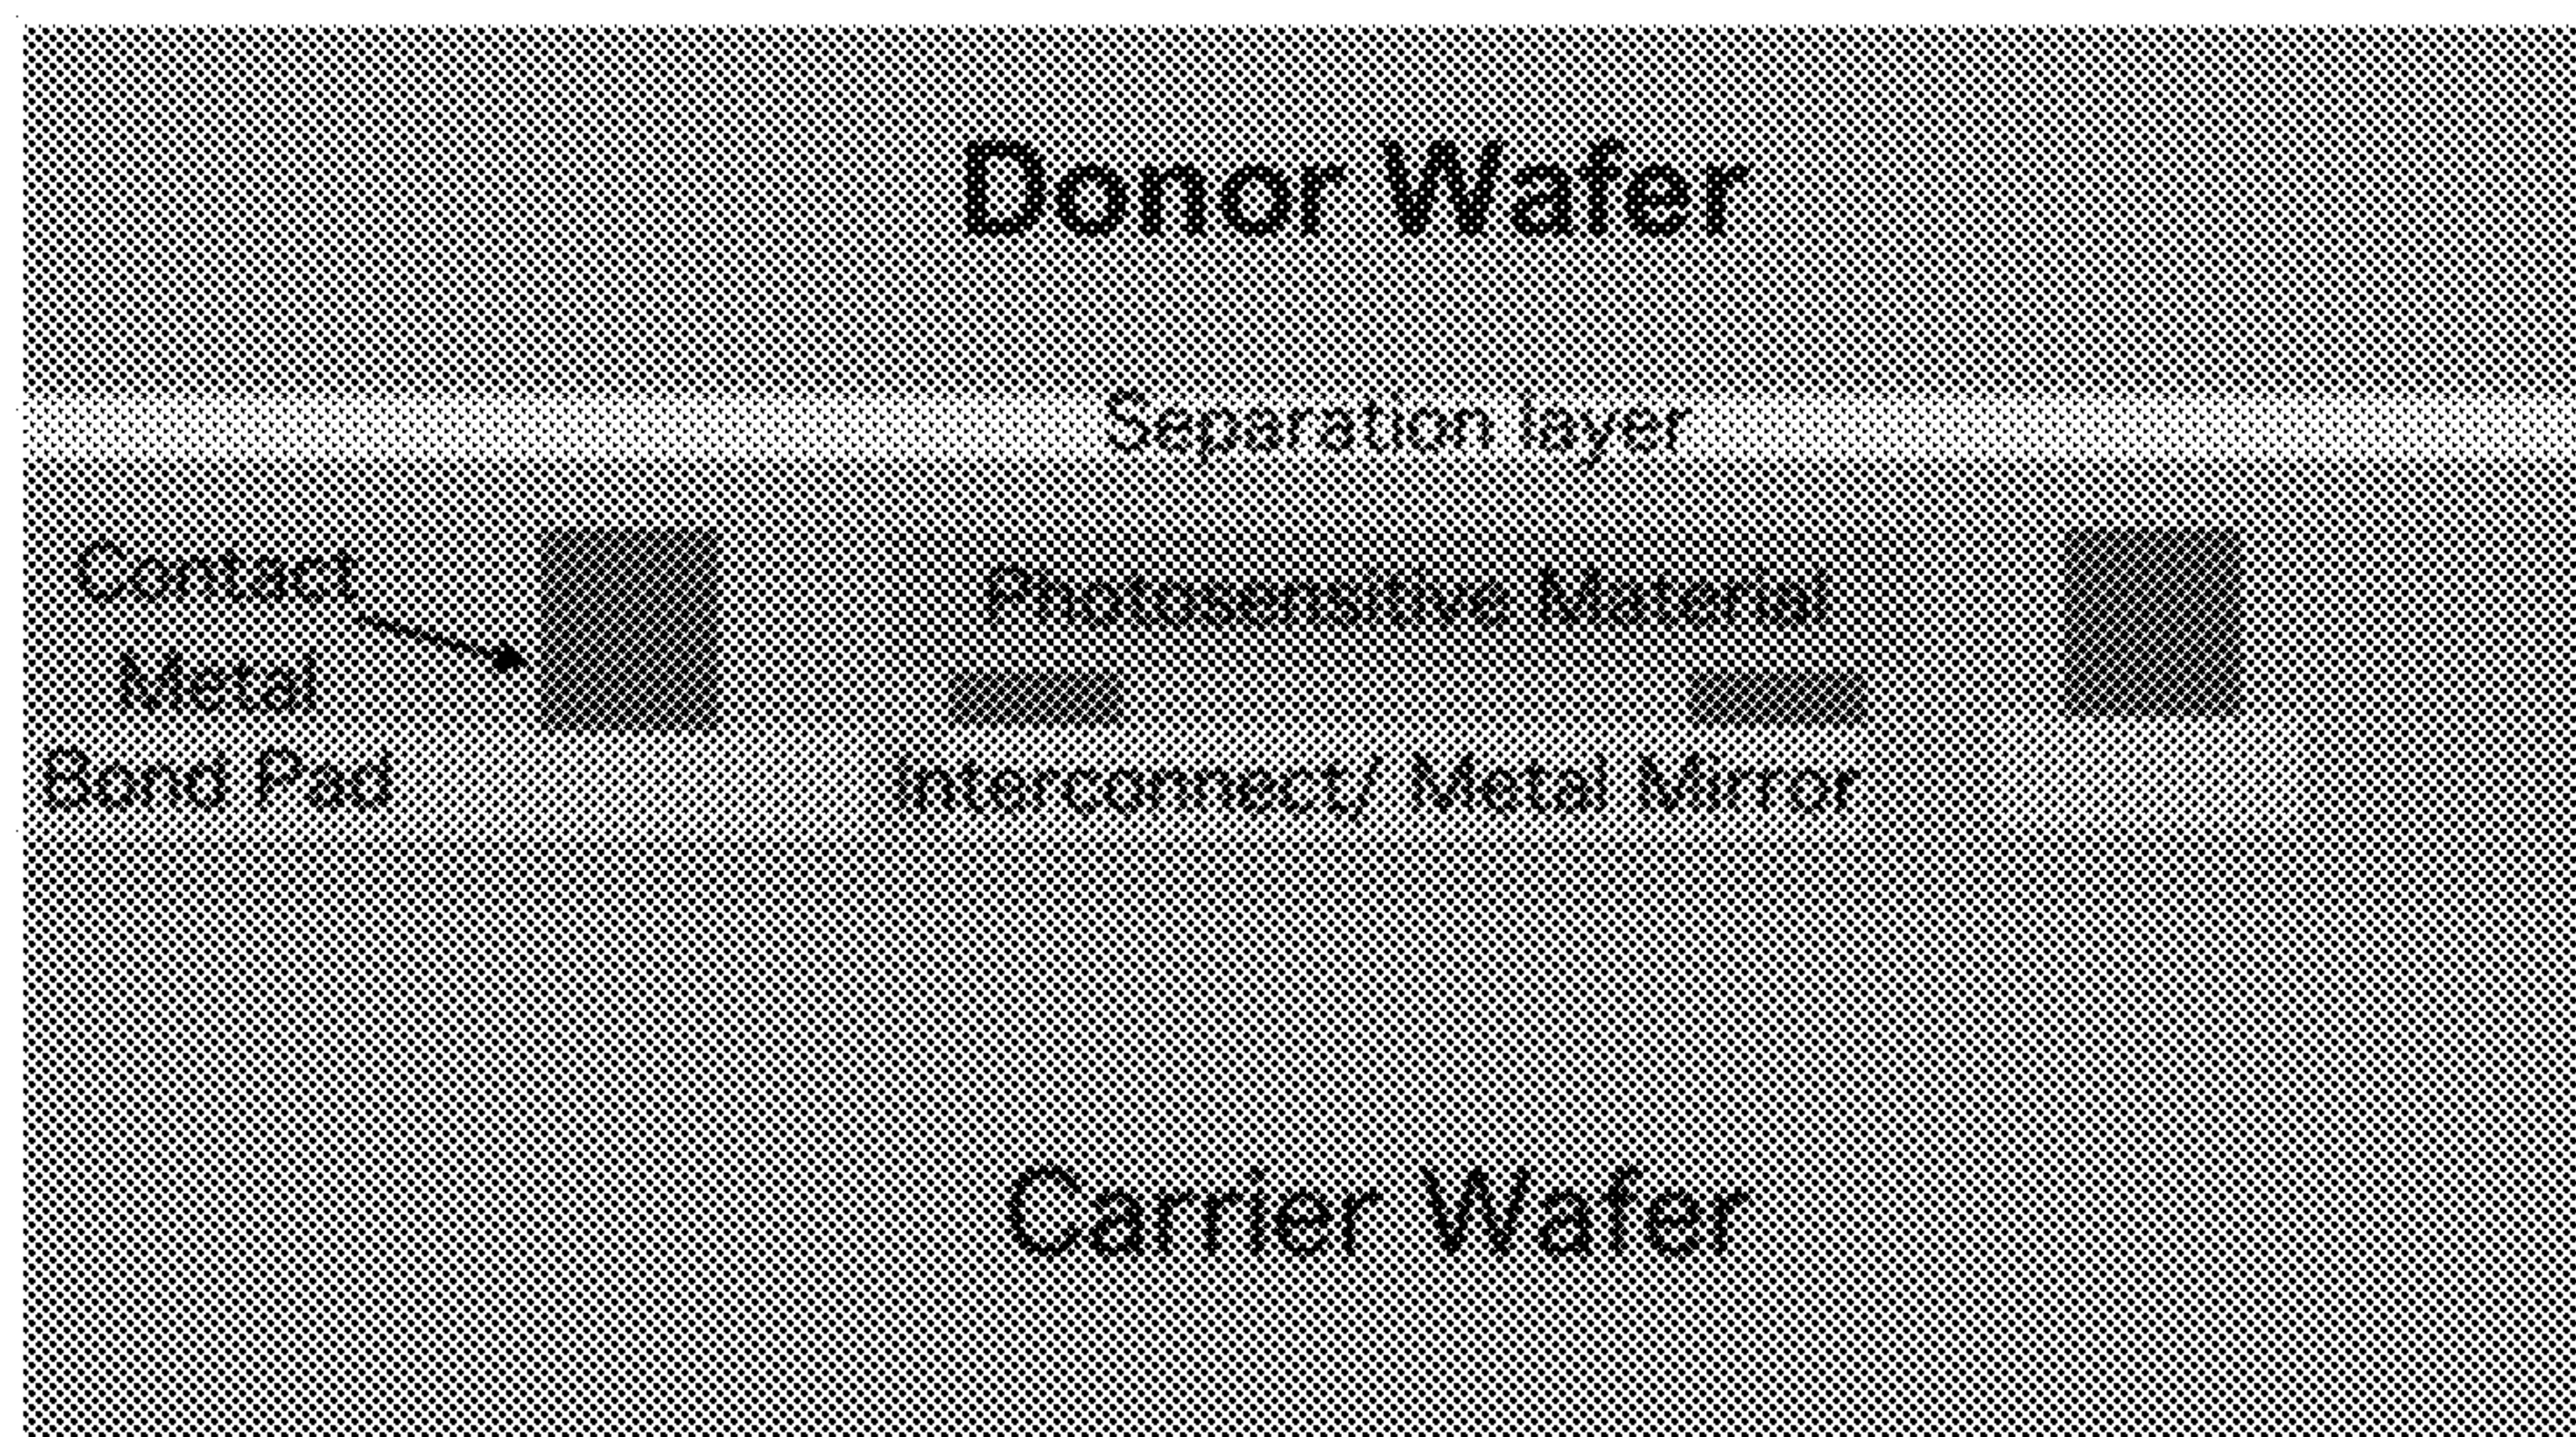 Donor Wafer
Separation layer
Contact
Photosensitive Material
Metal
Bond Pad
Interconnect/ Metal Mirror
Carrier Wafer